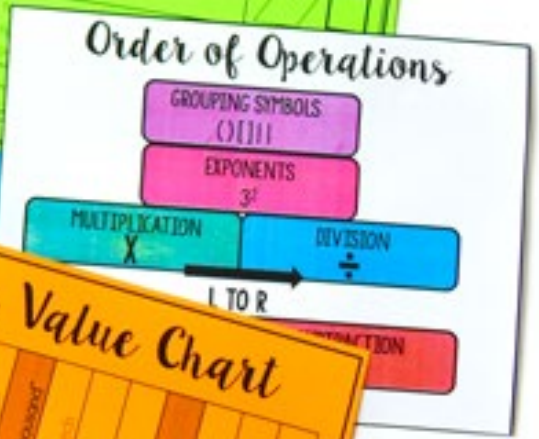 Order of Operations
GROUPING SYMBOLS
( ) [ ] | |
EXPONENTS
3²
MULTIPLICATION
X
DIVISION
÷
L TO R
Value Chart